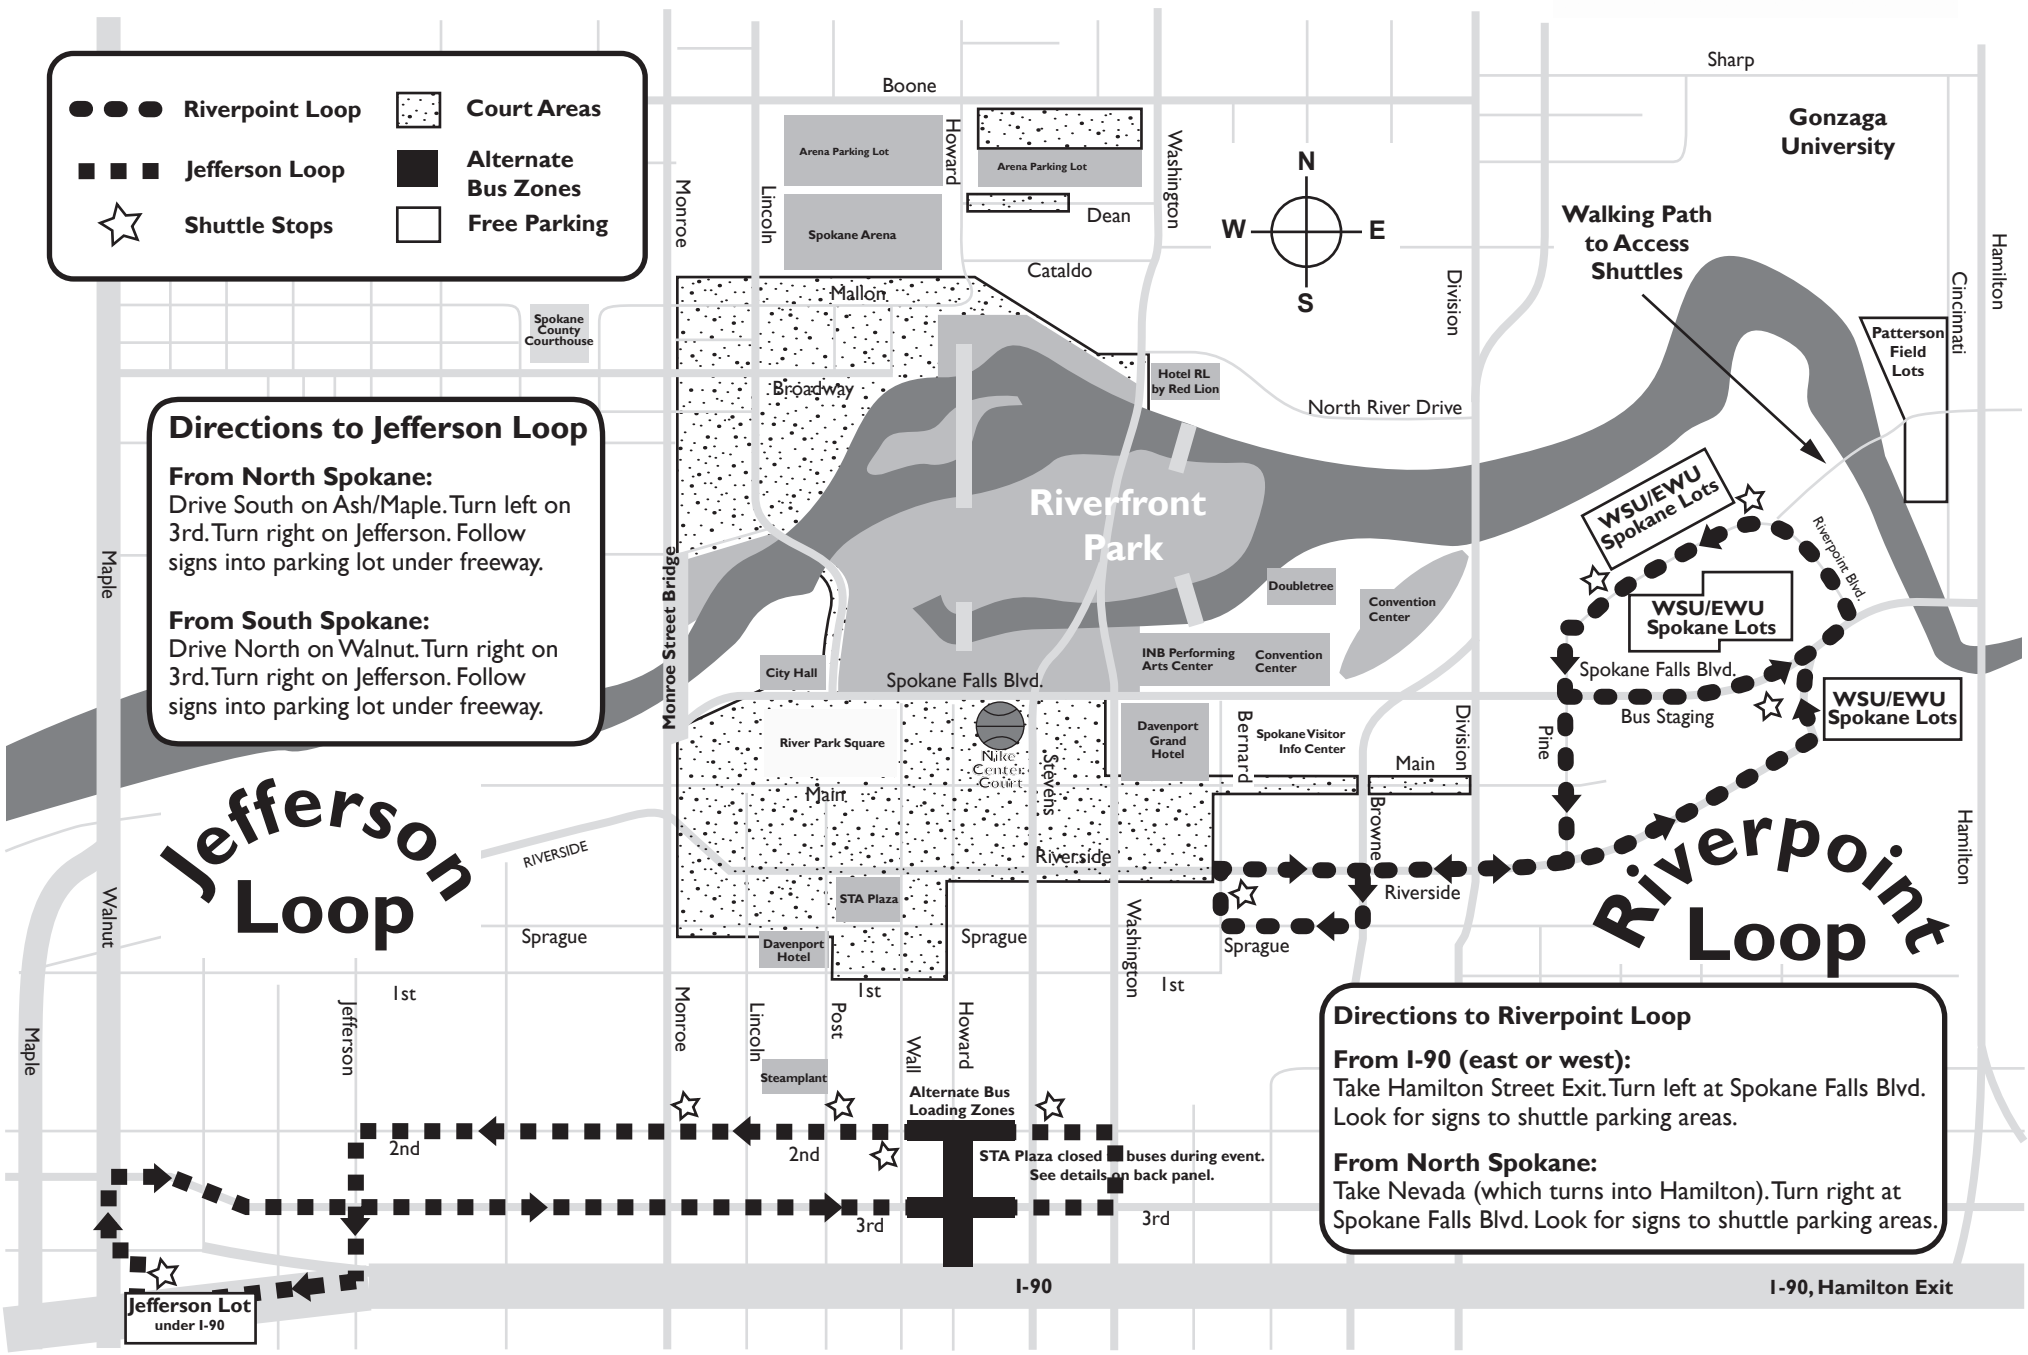 Riverpoint Loop
Jefferson Loop
Shuttle Stops
Court Areas
Alternate
Bus Zones
Free Parking
Boone
Sharp
Gonzaga
University
Arena Parking Lot
Howard
Arena Parking Lot
Washington
Monroe
Lincoln
Spokane Arena
Dean
Cataldo
N
W
E
S
Walking Path
to Access
Shuttles
Division
Hamilton
Cincinnati
Mallon
Spokane
County
Courthouse
Broadway
Hotel RL
by Red Lion
North River Drive
Patterson
Field
Lots
Directions to Jefferson Loop
From North Spokane:
Drive South on Ash/Maple. Turn left on
3rd. Turn right on Jefferson. Follow
signs into parking lot under freeway.
From South Spokane:
Drive North on Walnut. Turn right on
3rd. Turn right on Jefferson. Follow
signs into parking lot under freeway.
Maple
Monroe Street Bridge
Riverfront
Park
Doubletree
Convention
Center
INB Performing
Arts Center
Convention
Center
City Hall
Spokane Falls Blvd.
WSU/EWU
Spokane Lots
Riverpoint Blvd.
WSU/EWU
Spokane Lots
Spokane Falls Blvd.
Bus Staging
WSU/EWU
Spokane Lots
River Park Square
Nike
Center
Court
Stevens
Davenport
Grand
Hotel
Bernard
Spokane Visitor
Info Center
Main
Division
Pine
Main
Browne
Hamilton
Jefferson
Loop
Walnut
RIVERSIDE
Riverside
Riverside
Riverpoint
Loop
STA Plaza
Sprague
Davenport
Hotel
Sprague
Washington
Sprague
1st
1st
1st
Maple
Jefferson
Monroe
Lincoln
Post
Wall
Howard
Steamplant
Alternate Bus
Loading Zones
2nd
2nd
STA Plaza closed buses during event.
See details on back panel.
3rd
3rd
Directions to Riverpoint Loop
From I-90 (east or west):
Take Hamilton Street Exit. Turn left at Spokane Falls Blvd.
Look for signs to shuttle parking areas.
From North Spokane:
Take Nevada (which turns into Hamilton). Turn right at
Spokane Falls Blvd. Look for signs to shuttle parking areas.
Jefferson Lot
under I-90
I-90
I-90, Hamilton Exit